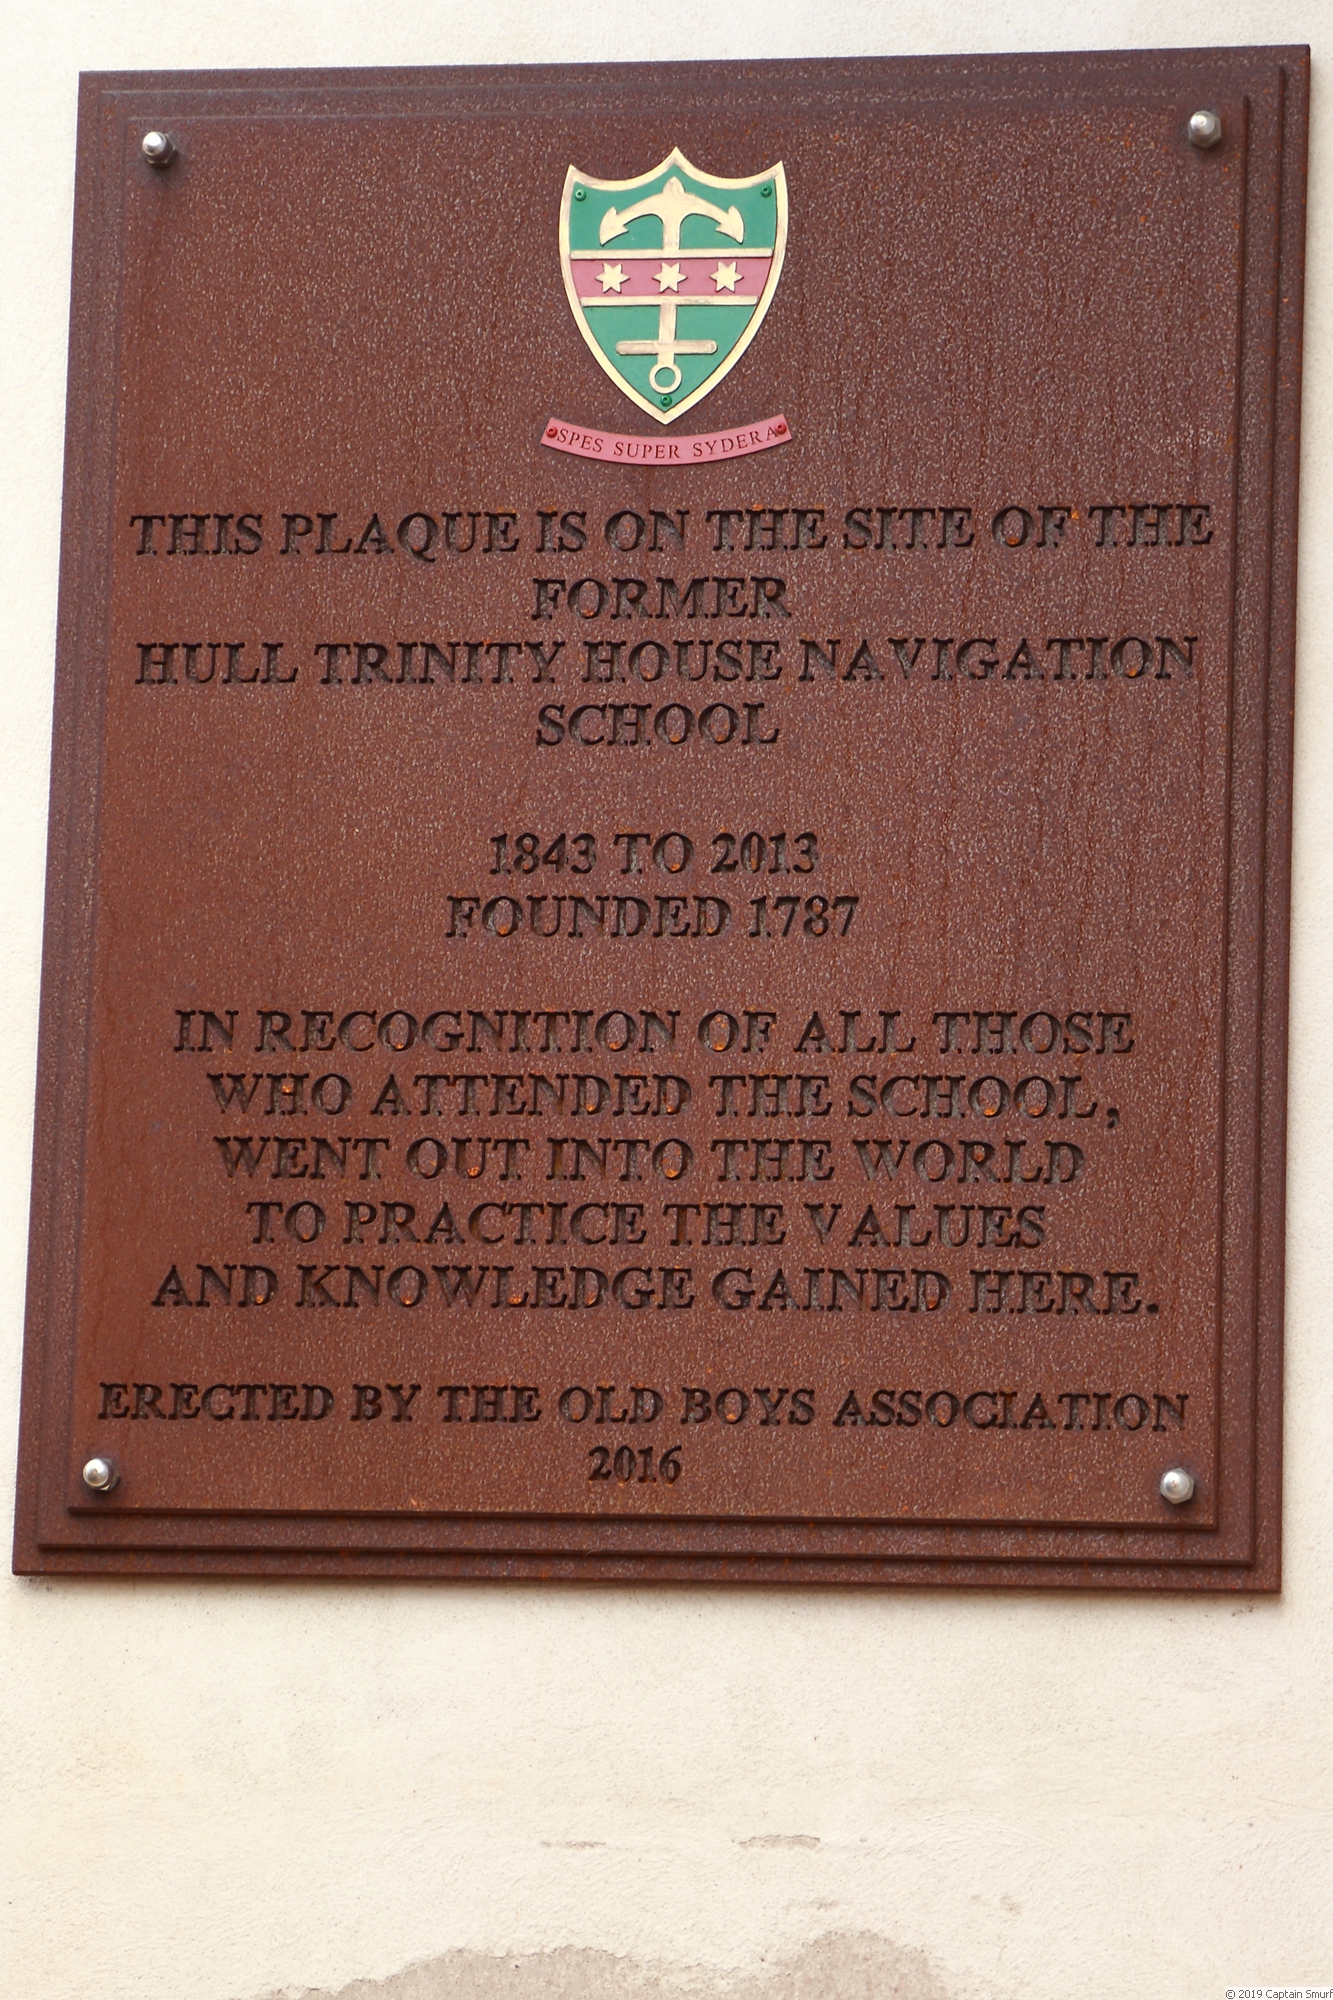 SPES SUPER SYDERA
THIS PLAQUE IS ON THE SITE OF THE
FORMER
HULL TRINITY HOUSE NAVIGATION
SCHOOL
1843 TO 2013
FOUNDED 1787
IN RECOGNITION OF ALL THOSE
WHO ATTENDED THE SCHOOL,
WENT OUT INTO THE WORLD
TO PRACTICE THE VALUES
AND KNOWLEDGE GAINED HERE.
ERECTED BY THE OLD BOYS ASSOCIATION
2016
© 2019 Captain Smurf